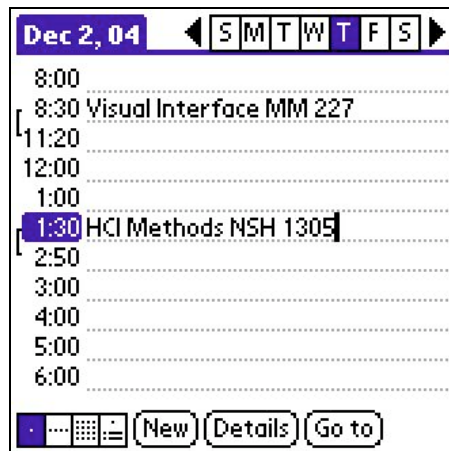 Dec 2, 04 S M T W T F S
8:00
8:30 Visual Interface MM 227
11:20
12:00
1:00
1:30 HCI Methods NSH 1305
2:50
3:00
4:00
5:00
6:00
New Details Go to